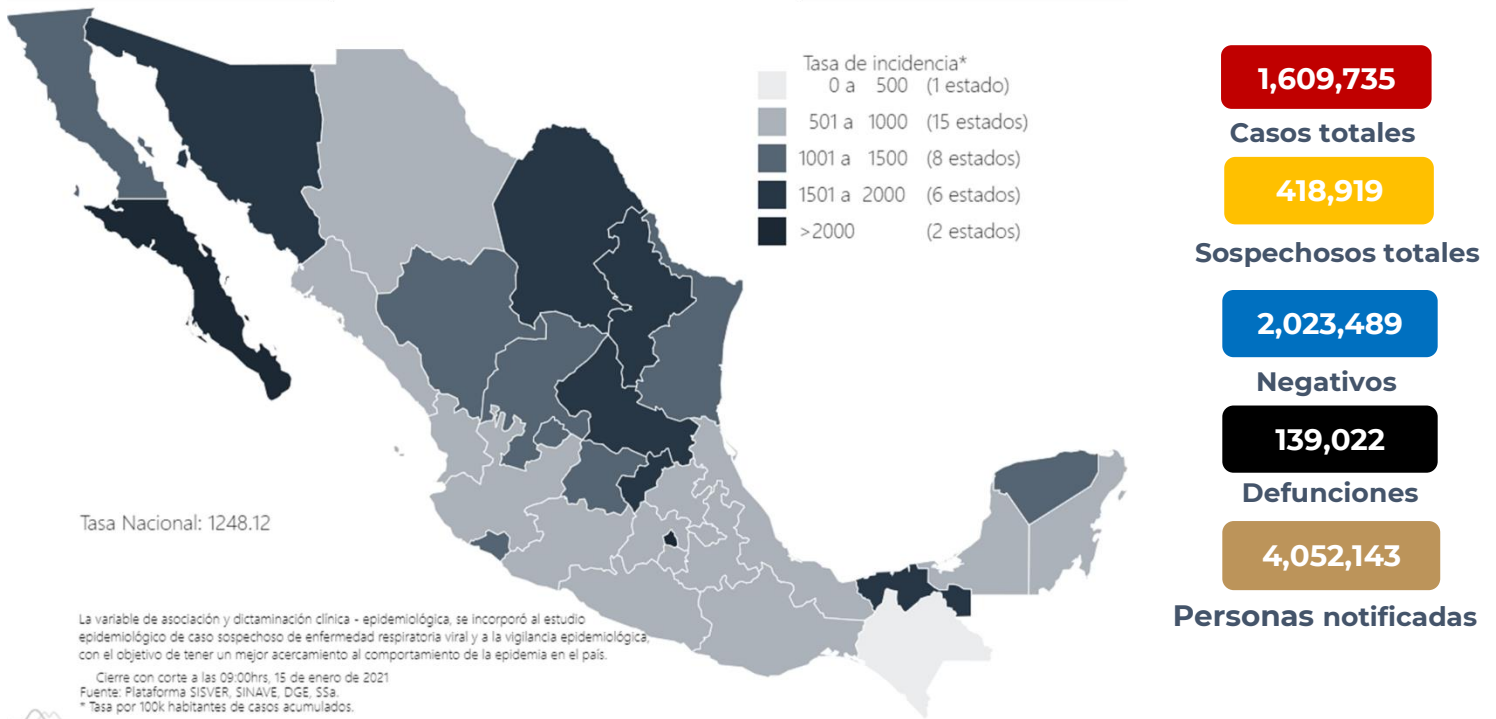 Tasa de incidencia*
0 a 500 (1 estado)
501 a 1000 (15 estados)
1001 a 1500 (8 estados)
1501 a 2000 (6 estados)
>2000 (2 estados)
Tasa Nacional: 1248.12
La variable de asociación y dictaminación clínica - epidemiológica, se incorporó al estudio
epidemiológico de caso sospechoso de enfermedad respiratoria viral y a la vigilancia epidemiológica,
con el objetivo de tener un mejor acercamiento al comportamiento de la epidemia en el país.
Cierre con corte a las 09:00hrs, 15 de enero de 2021
Fuente: Plataforma SISVER, SINAVE, DGE, SSa.
* Tasa por 100k habitantes de casos acumulados.
1,609,735
Casos totales
418,919
Sospechosos totales
2,023,489
Negativos
139,022
Defunciones
4,052,143
Personas notificadas